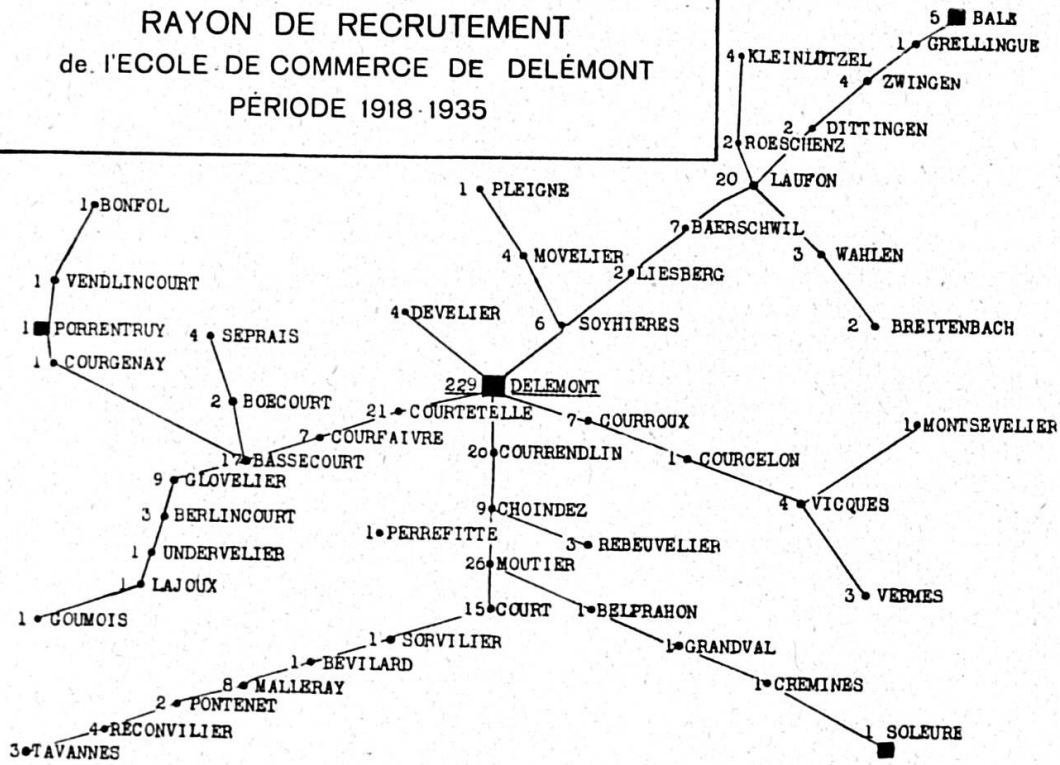 RAYON DE RECRUTEMENT
de l'ECOLE DE COMMERCE DE DELÉMONT
PÉRIODE 1918-1935
5 BALE
1 GRELLINGUE
4 KLEINLÜTZEL
4 ZWINGEN
2 DITTINGEN
2 ROESCHENZ
20 LAUFON
1 PLEIGNE
1 BONFOL
7 BAERSCHWIL
4 MOVELIER
3 WAHLEN
2 LIESBERG
1 VENDLINCOURT
4 DEVELIER
6 SOYHIERES
2 BREITENBACH
1 PORRENTRUY
4 SEPRAIS
1 COURGENAY
229 DELEMONT
2 BOECOURT
21 COURTETELLE
7 COURROUX
1 MONTSEVELIER
7 COURFAIVRE
20 COURRENDLIN
17 BASSECOURT
1 COURCELON
9 GLOVELIER
4 VICQUES
9 CHOINDEZ
3 BERLINCOURT
1 PERREFITTE
3 REBEUVELIER
1 UNDERVELIER
26 MOUTIER
1 LAJOUX
3 VERMES
15 COURT
1 BELPRAHON
1 GOUMOIS
1 SORVILIER
1 GRANDVAL
1 BÉVILARD
8 MALLERAY
1 CREMINES
2 PONTENET
4 RÉCONVILIER
1 SOLEURE
3 TAVANNES